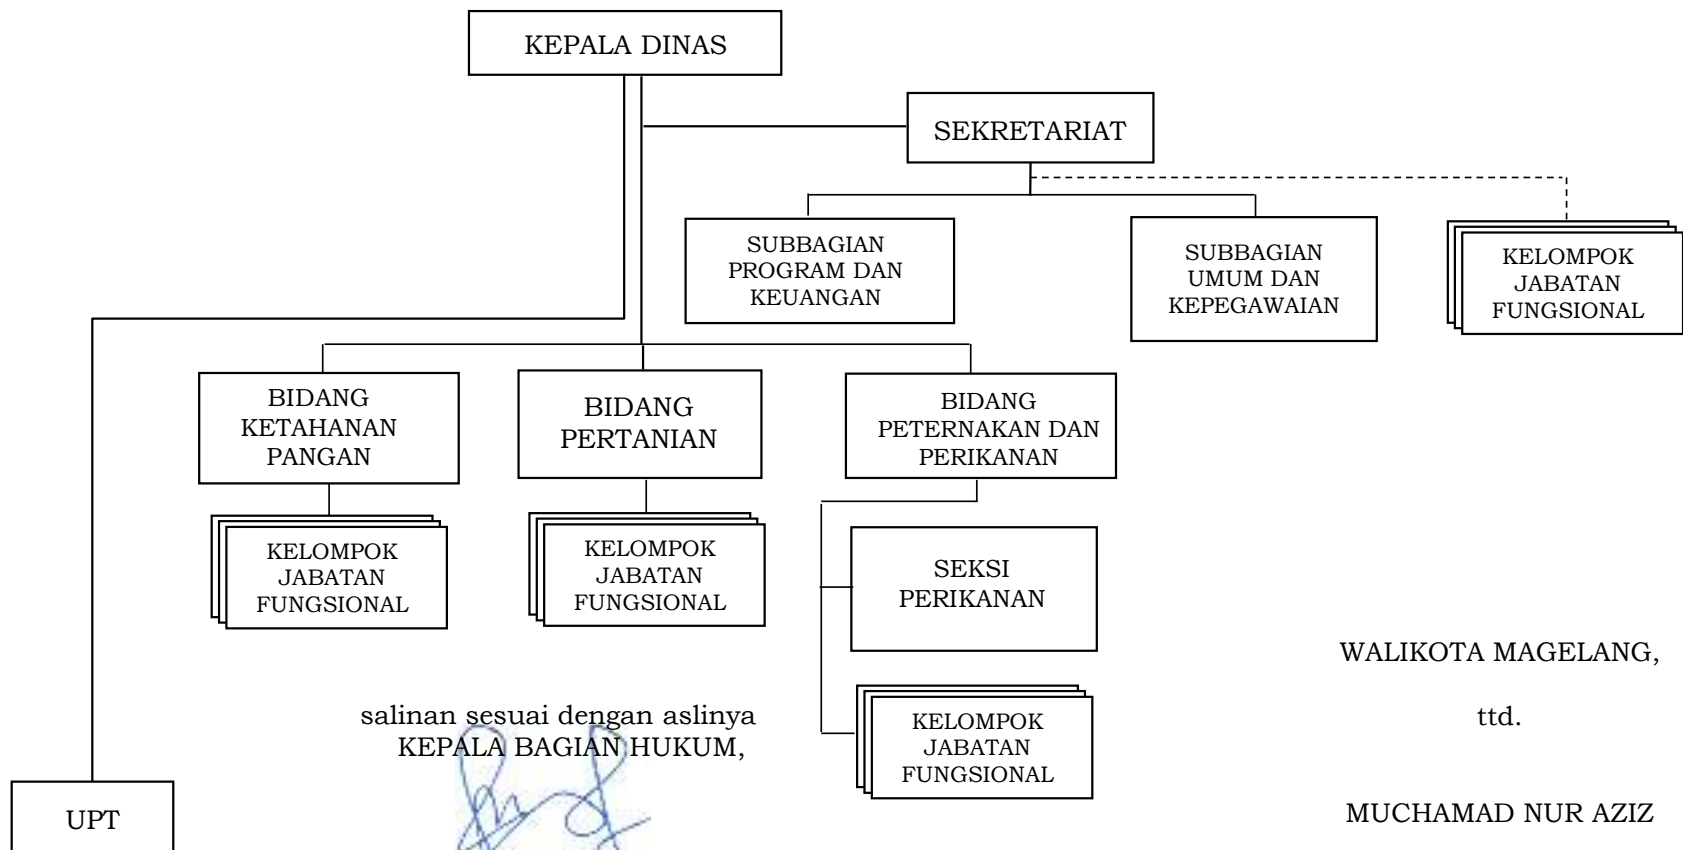 KEPALA DINAS
SEKRETARIAT
SUBBAGIAN
PROGRAM DAN
KEUANGAN
SUBBAGIAN
UMUM DAN
KEPEGAWAIAN
KELOMPOK
JABATAN
FUNGSIONAL
BIDANG
KETAHANAN
PANGAN
BIDANG
PERTANIAN
BIDANG
PETERNAKAN DAN
PERIKANAN
KELOMPOK
JABATAN
FUNGSIONAL
KELOMPOK
JABATAN
FUNGSIONAL
SEKSI
PERIKANAN
KELOMPOK
JABATAN
FUNGSIONAL
UPT
salinan sesuai dengan aslinya
KEPALA BAGIAN HUKUM,
WALIKOTA MAGELANG,
ttd.
MUCHAMAD NUR AZIZ